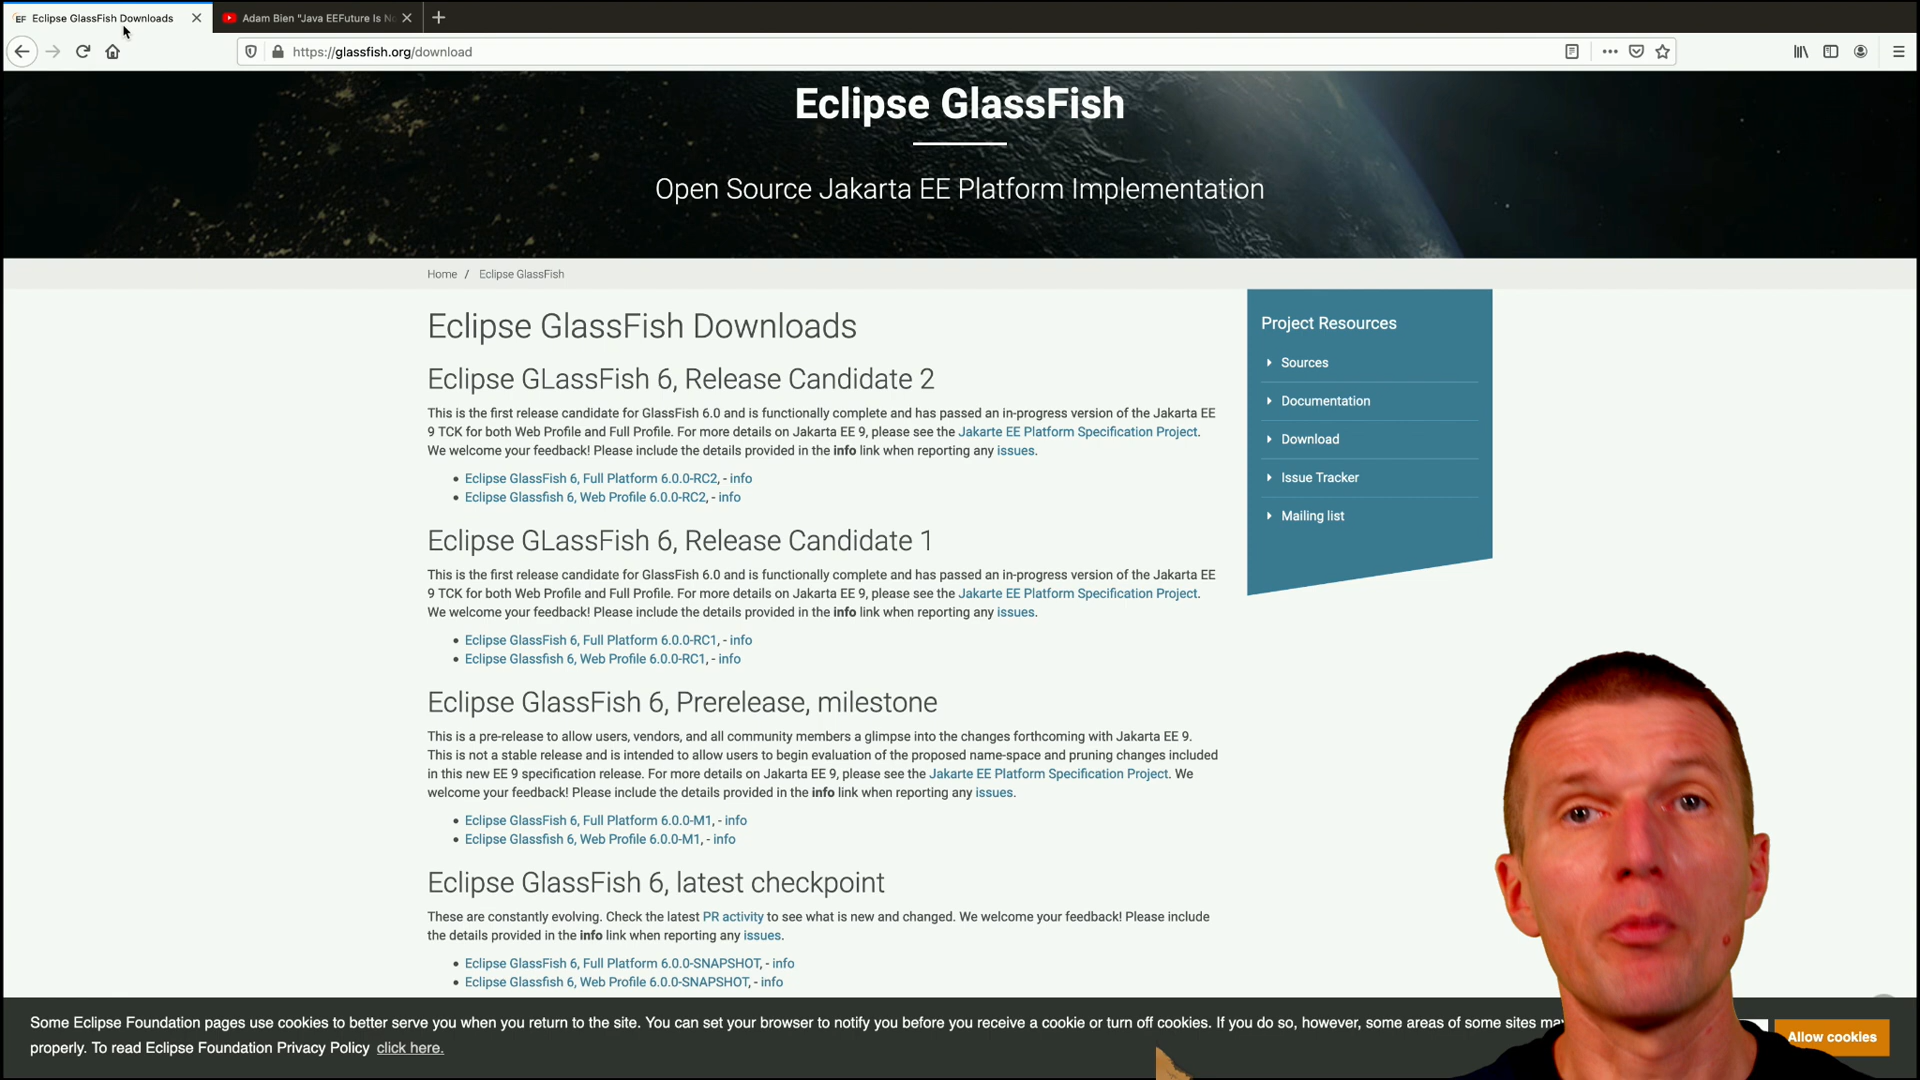 EF Eclipse GlassFish Downloads
Adam Bien "Java EEFuture Is N
https://glassfish.org/download
Eclipse GlassFish
Open Source Jakarta EE Platform Implementation
Home / Eclipse GlassFish
Eclipse GlassFish Downloads
Eclipse GLassFish 6, Release Candidate 2
This is the first release candidate for GlassFish 6.0 and is functionally complete and has passed an in-progress version of the Jakarta EE
9 TCK for both Web Profile and Full Profile. For more details on Jakarta EE 9, please see the Jakarte EE Platform Specification Project.
We welcome your feedback! Please include the details provided in the info link when reporting any issues.
• Eclipse GlassFish 6, Full Platform 6.0.0-RC2, - info
• Eclipse Glassfish 6, Web Profile 6.0.0-RC2, - info
Eclipse GLassFish 6, Release Candidate 1
This is the first release candidate for GlassFish 6.0 and is functionally complete and has passed an in-progress version of the Jakarta EE
9 TCK for both Web Profile and Full Profile. For more details on Jakarta EE 9, please see the Jakarte EE Platform Specification Project.
We welcome your feedback! Please include the details provided in the info link when reporting any issues.
• Eclipse GlassFish 6, Full Platform 6.0.0-RC1, - info
• Eclipse Glassfish 6, Web Profile 6.0.0-RC1, - info
Eclipse GlassFish 6, Prerelease, milestone
This is a pre-release to allow users, vendors, and all community members a glimpse into the changes forthcoming with Jakarta EE 9.
This is not a stable release and is intended to allow users to begin evaluation of the proposed name-space and pruning changes included
in this new EE 9 specification release. For more details on Jakarta EE 9, please see the Jakarte EE Platform Specification Project. We
welcome your feedback! Please include the details provided in the info link when reporting any issues.
• Eclipse GlassFish 6, Full Platform 6.0.0-M1, - info
• Eclipse Glassfish 6, Web Profile 6.0.0-M1, - info
Eclipse GlassFish 6, latest checkpoint
These are constantly evolving. Check the latest PR activity to see what is new and changed. We welcome your feedback! Please include
the details provided in the info link when reporting any issues.
• Eclipse GlassFish 6, Full Platform 6.0.0-SNAPSHOT, - info
• Eclipse Glassfish 6, Web Profile 6.0.0-SNAPSHOT, - info
Project Resources
Sources
Documentation
Download
Issue Tracker
Mailing list
Some Eclipse Foundation pages use cookies to better serve you when you return to the site. You can set your browser to notify you before you receive a cookie or turn off cookies. If you do so, however, some areas of some sites ma
properly. To read Eclipse Foundation Privacy Policy click here.
Allow cookies